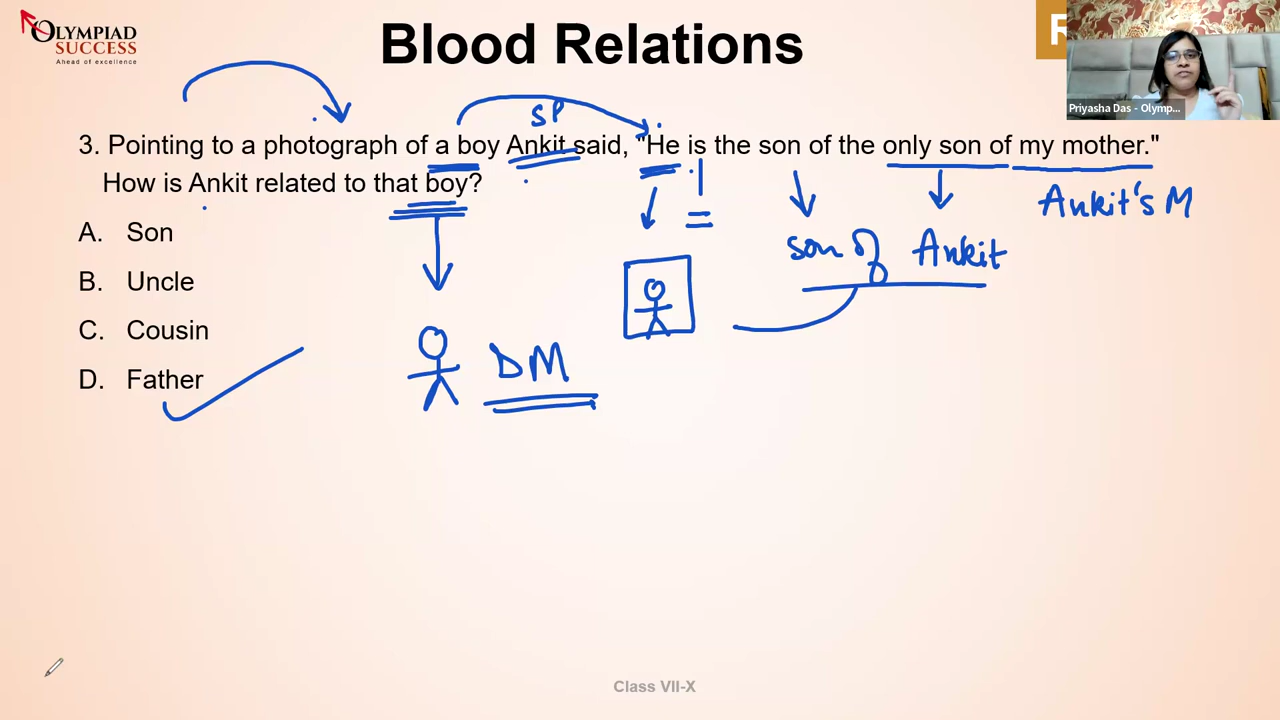 OLYMPIAD
SUCCESS
Ahead of excellence
Blood Relations
R
Priyasha Das - Olymp...
SP
3. Pointing to a photograph of a boy Ankit said, "He is the son of the only son of my mother."
How is Ankit related to that boy?
Ankit's M
A. Son
son of Ankit
B. Uncle
C. Cousin
D. Father
DM
Class VII-X